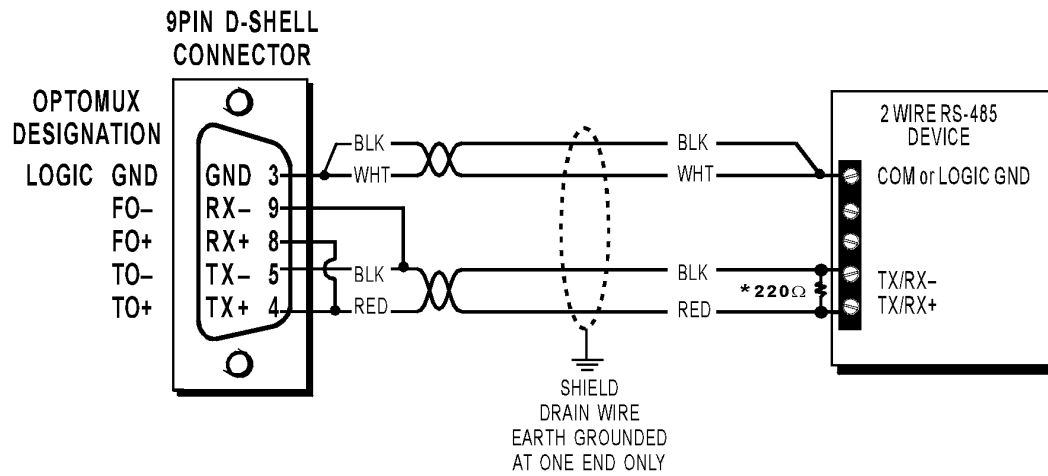 9PIN D-SHELL
CONNECTOR
OPTOMUX
DESIGNATION
LOGIC GND
FO–
FO+
TO–
TO+
GND 3
RX– 9
RX+ 8
TX– 5
TX+ 4
BLK
WHT
BLK
RED
BLK
WHT
BLK
RED
*220Ω
SHIELD
DRAIN WIRE
EARTH GROUNDED
AT ONE END ONLY
2 WIRE RS-485
DEVICE
COM or LOGIC GND
TX/RX–
TX/RX+